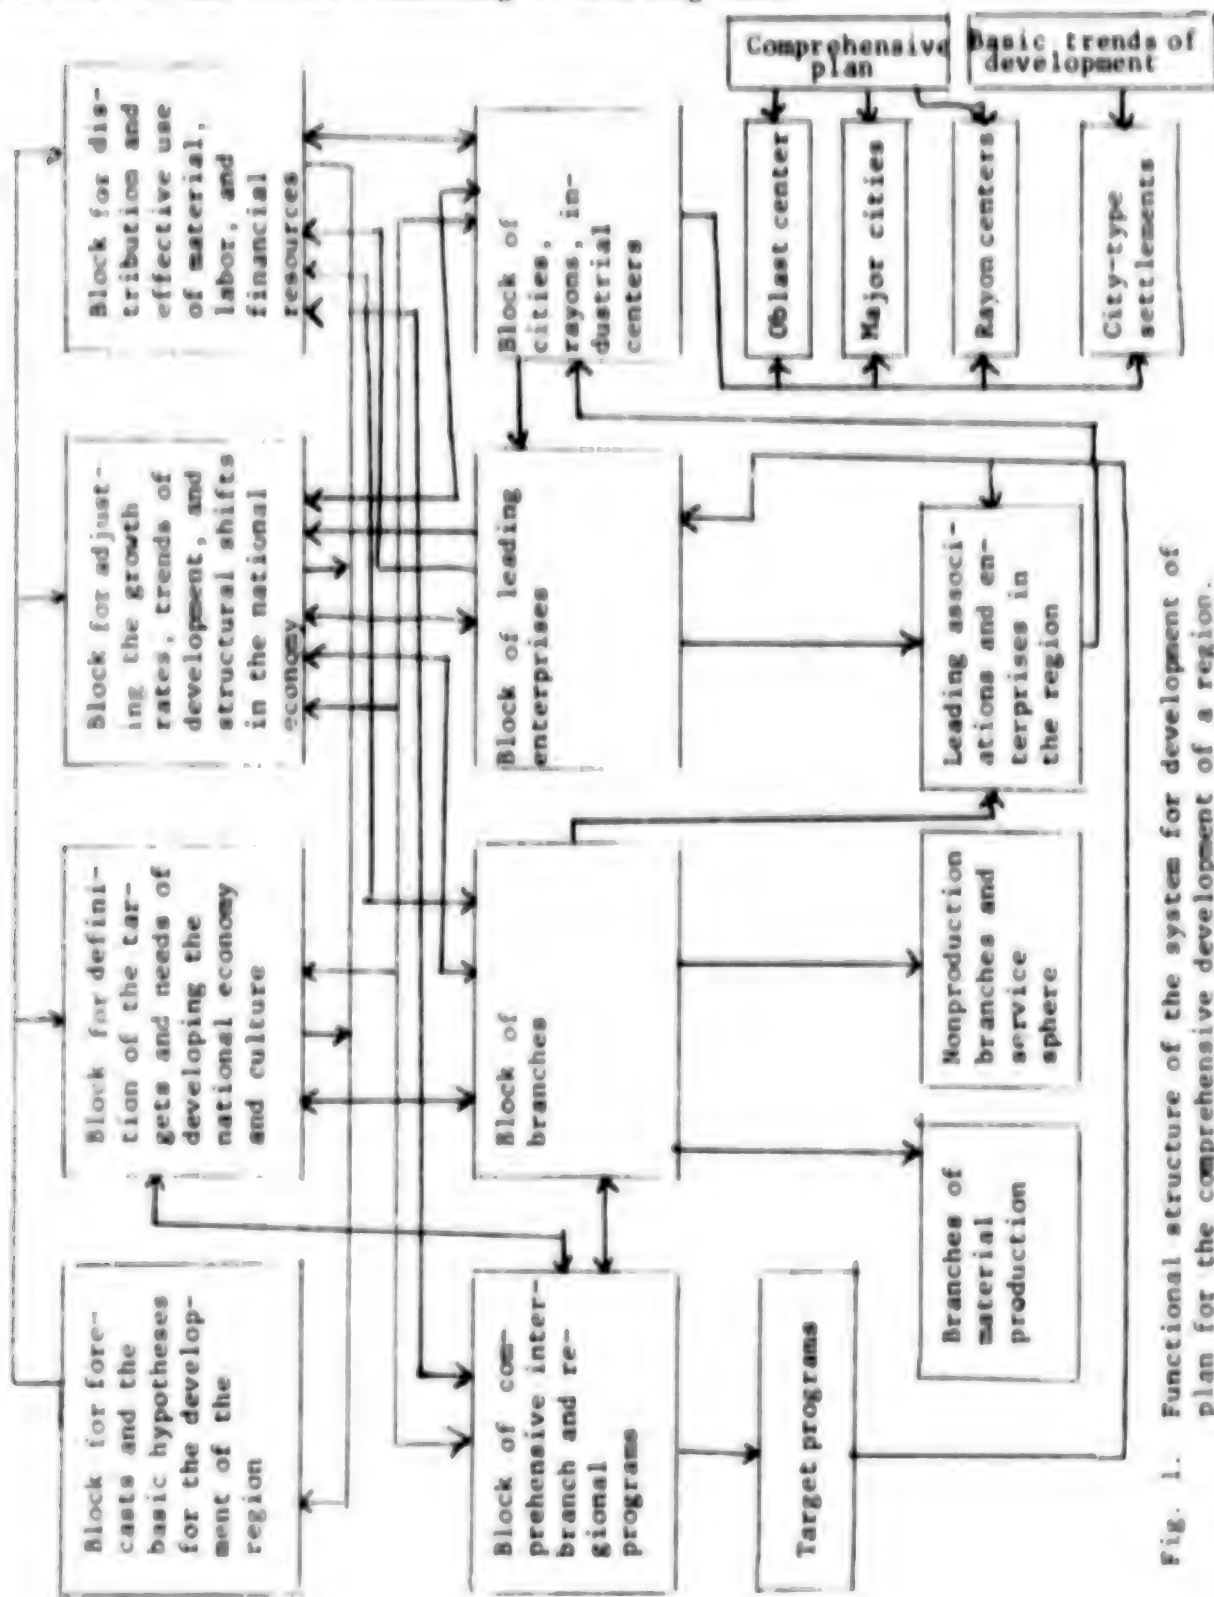 Block for fore-
casts and the
basic hypotheses
for the develop-
ment of the
region
Block for defini-
tion of the tar-
gets and needs of
developing the
national economy
and culture
Block for adjust-
ing the growth
rates, trends of
development, and
structural shifts
in the national
economy
Block for dis-
tribution and
effective use
of material,
labor, and
financial
resources
Block of com-
prehensive inter-
branch and re-
gional
programs
Block of
branches
Block of leading
enterprises
Block of
cities,
rayons, in-
dustrial
centers
Target programs
Branches of
material
production
Nonproduction
branches and
service
sphere
Leading associ-
ations and en-
terprises in
the region
Comprehensive
plan
Basic trends of
development
Oblast center
Major cities
Rayon centers
City-type
settlements
Fig. 1. Functional structure of the system for development of
plan for the comprehensive development of a region.